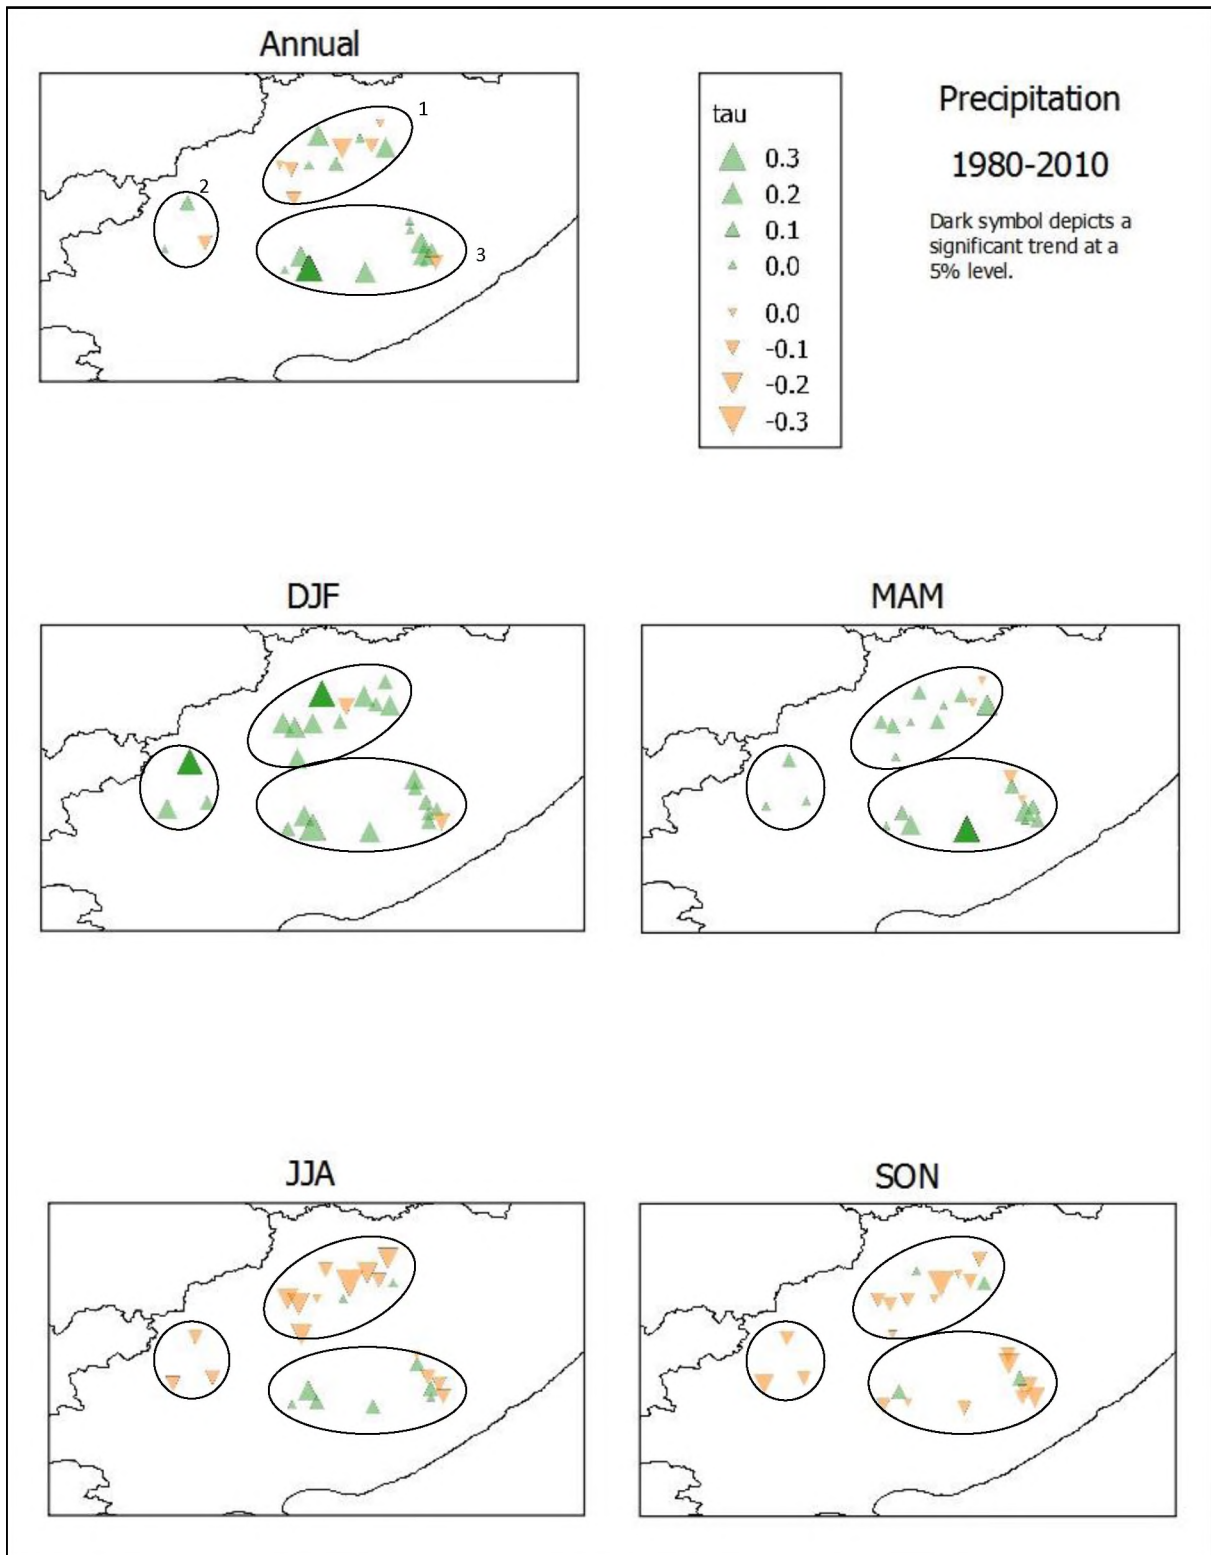 Annual
1
2
3
tau
0.3
0.2
0.1
0.0
0.0
-0.1
-0.2
-0.3
Precipitation
1980-2010
Dark symbol depicts a
significant trend at a
5% level.
DJF
MAM
JJA
SON